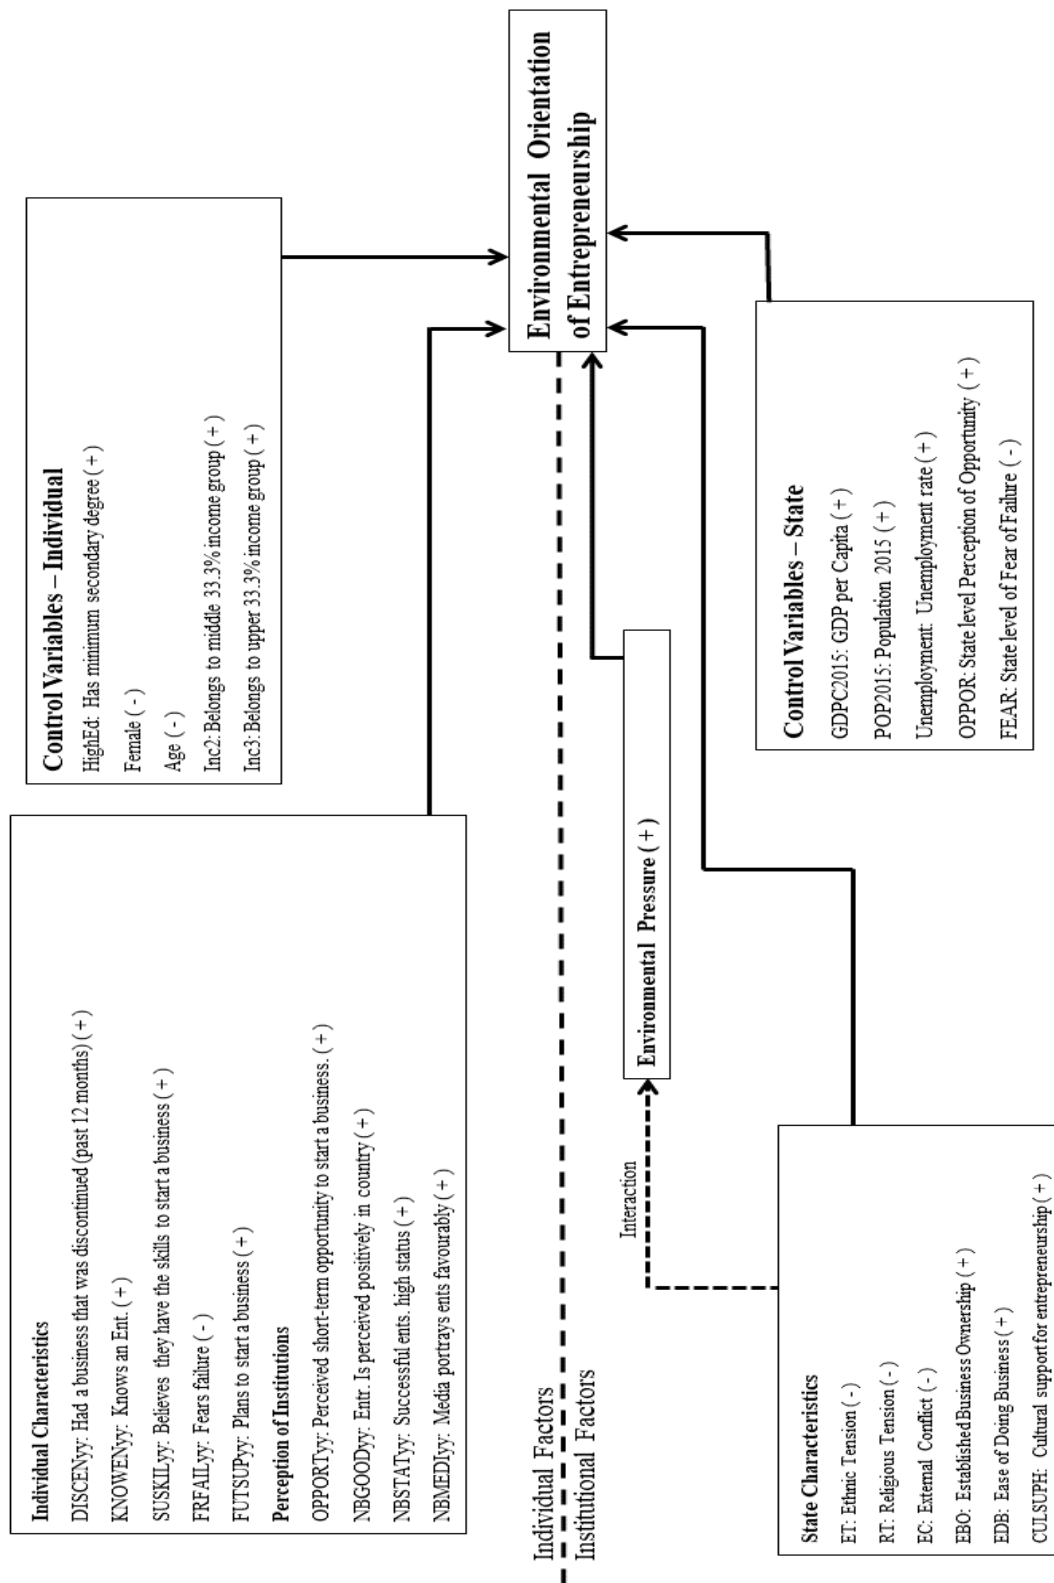 Individual Characteristics
DISCENyy: Had a business that was discontinued (past 12 months) (+)
KNOWENyy: Knows an Ent. (+)
SUSKILyy: Believes they have the skills to start a business (+)
FRFAILyy: Fears failure (-)
FUTSUPyy: Plans to start a business (+)
Perception of Institutions
OPPORTyy: Perceived short-term opportunity to start a business. (+)
NBGOODyy: Entr. Is perceived positively in country (+)
NBSTATyy: Successful ents. high status (+)
NBMEDIyy: Media portrays ents favourably (+)
Control Variables – Individual
HighEd: Has minimum secondary degree (+)
Female (-)
Age (-)
Inc2: Belongs to middle 33.3% income group (+)
Inc3: Belongs to upper 33.3% income group (+)
Environmental Orientation
of Entrepreneurship
Individual Factors
Institutional Factors
Interaction
Environmental Pressure (+)
State Characteristics
ET: Ethnic Tension (-)
RT: Religious Tension (-)
EC: External Conflict (-)
EBO: Established Business Ownership (+)
EDB: Ease of Doing Business (+)
CULSUPH: Cultural support for entrepreneurship (+)
Control Variables – State
GDPC2015: GDP per Capita (+)
POP2015: Population 2015 (+)
Unemployment: Unemployment rate (+)
OPPOR: State level Perception of Opportunity (+)
FEAR: State level of Fear of Failure (-)